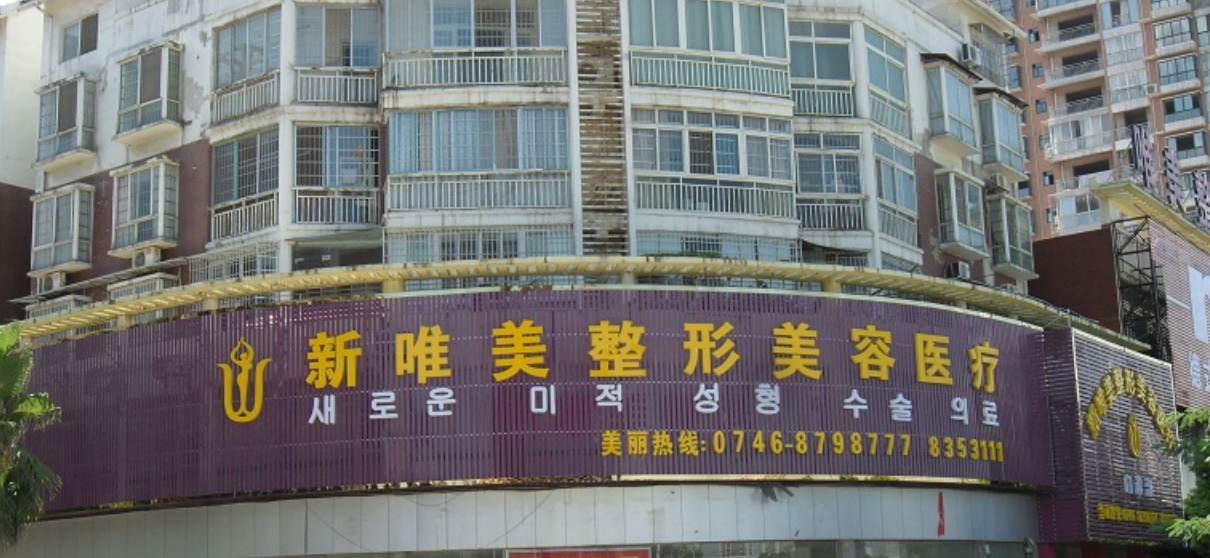 新唯美整形美容医疗
새로운 미적 성형 수술 의료
美丽热线:0746-8798777 8353111